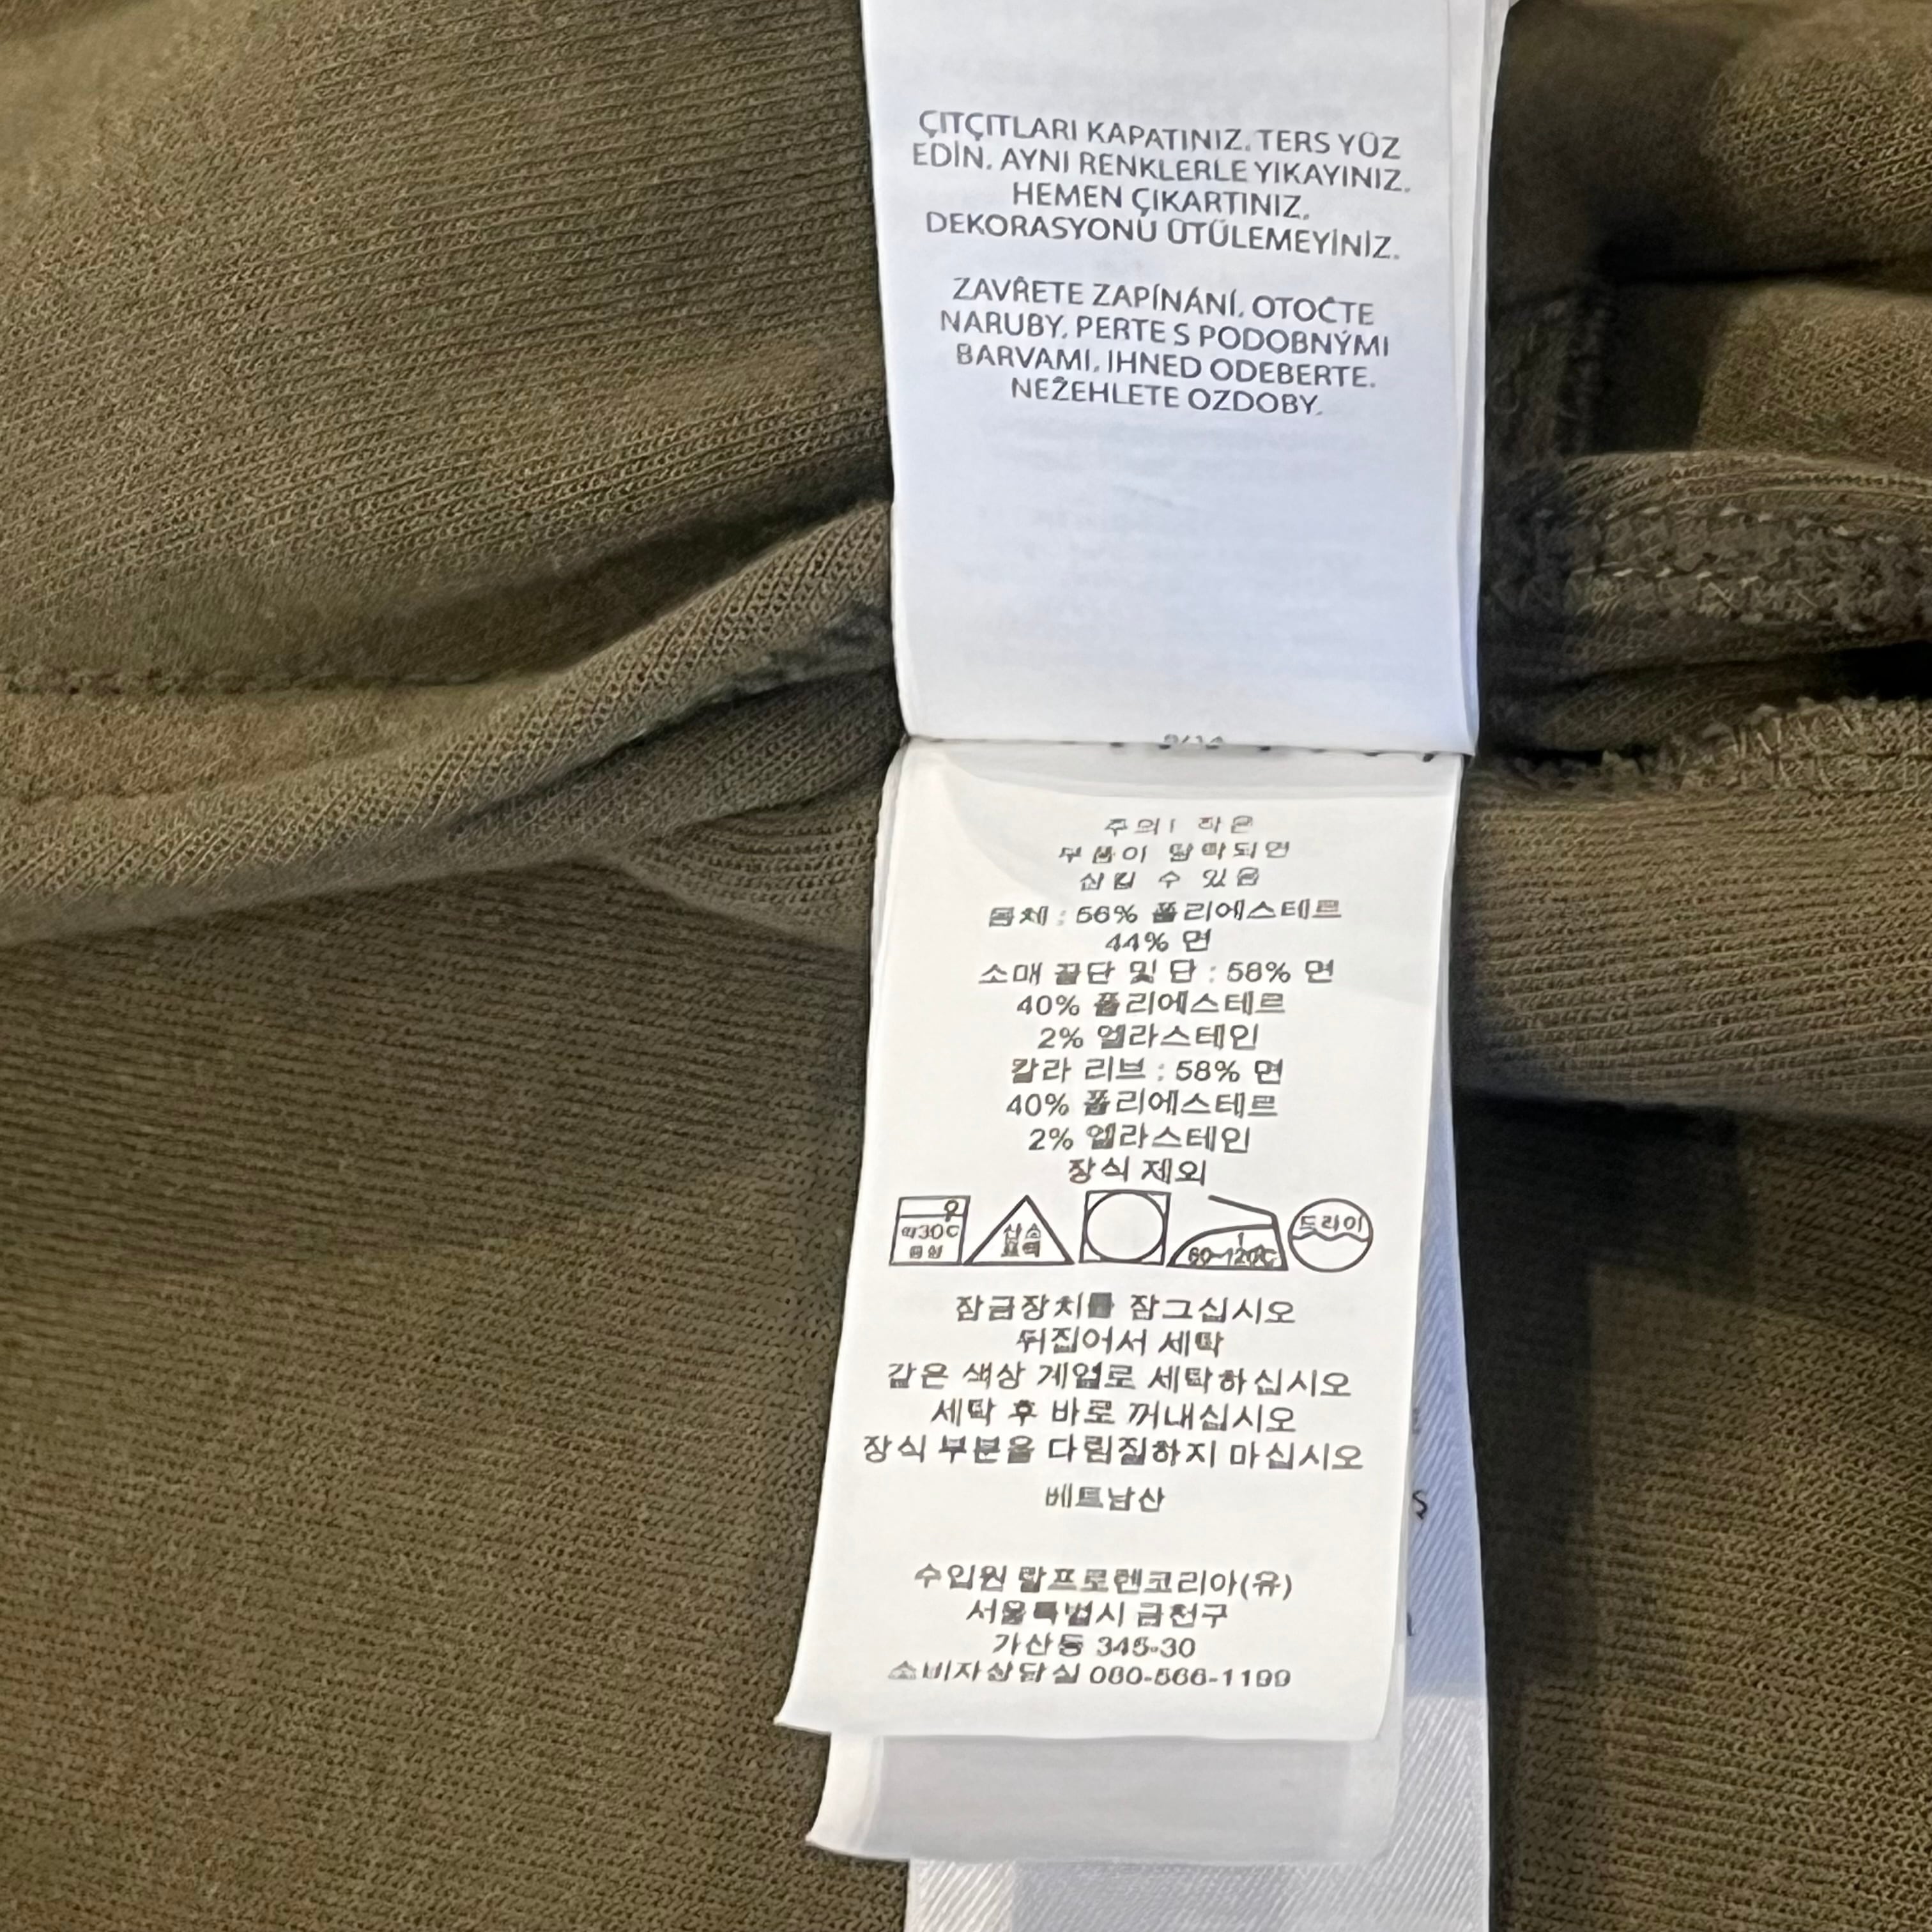 ÇITÇITLARI KAPATINIZ. TERS YÜZ
EDİN. AYNI RENKLERLE YIKAYINIZ.
HEMEN ÇIKARTINIZ.
DEKORASYONU ÜTÜLEMEYİNİZ.
ZAVŘETE ZAPÍNÁNÍ. OTOČTE
NARUBY. PERTE S PODOBNÝMI
BARVAMI. IHNED ODEBERTE.
NEŽEHLETE OZDOBY.
주의! 작은
부품이 압박되면
삼킬 수 있음
몸체 : 56% 폴리에스테르
44% 면
소매 끝단 및 단 : 58% 면
40% 폴리에스테르
2% 엘라스테인
칼라 리브 : 58% 면
40% 폴리에스테르
2% 엘라스테인
장식 제외
약30℃
중성
산소
표백
60~120℃
드라이
잠금장치를 잠그십시오
뒤집어서 세탁
같은 색상 계열로 세탁하십시오
세탁 후 바로 꺼내십시오
장식 부분을 다림질하지 마십시오
베트남산
수입원 랄프로렌코리아(유)
서울특별시 금천구
가산동 345-30
소비자상담실 080-566-1199